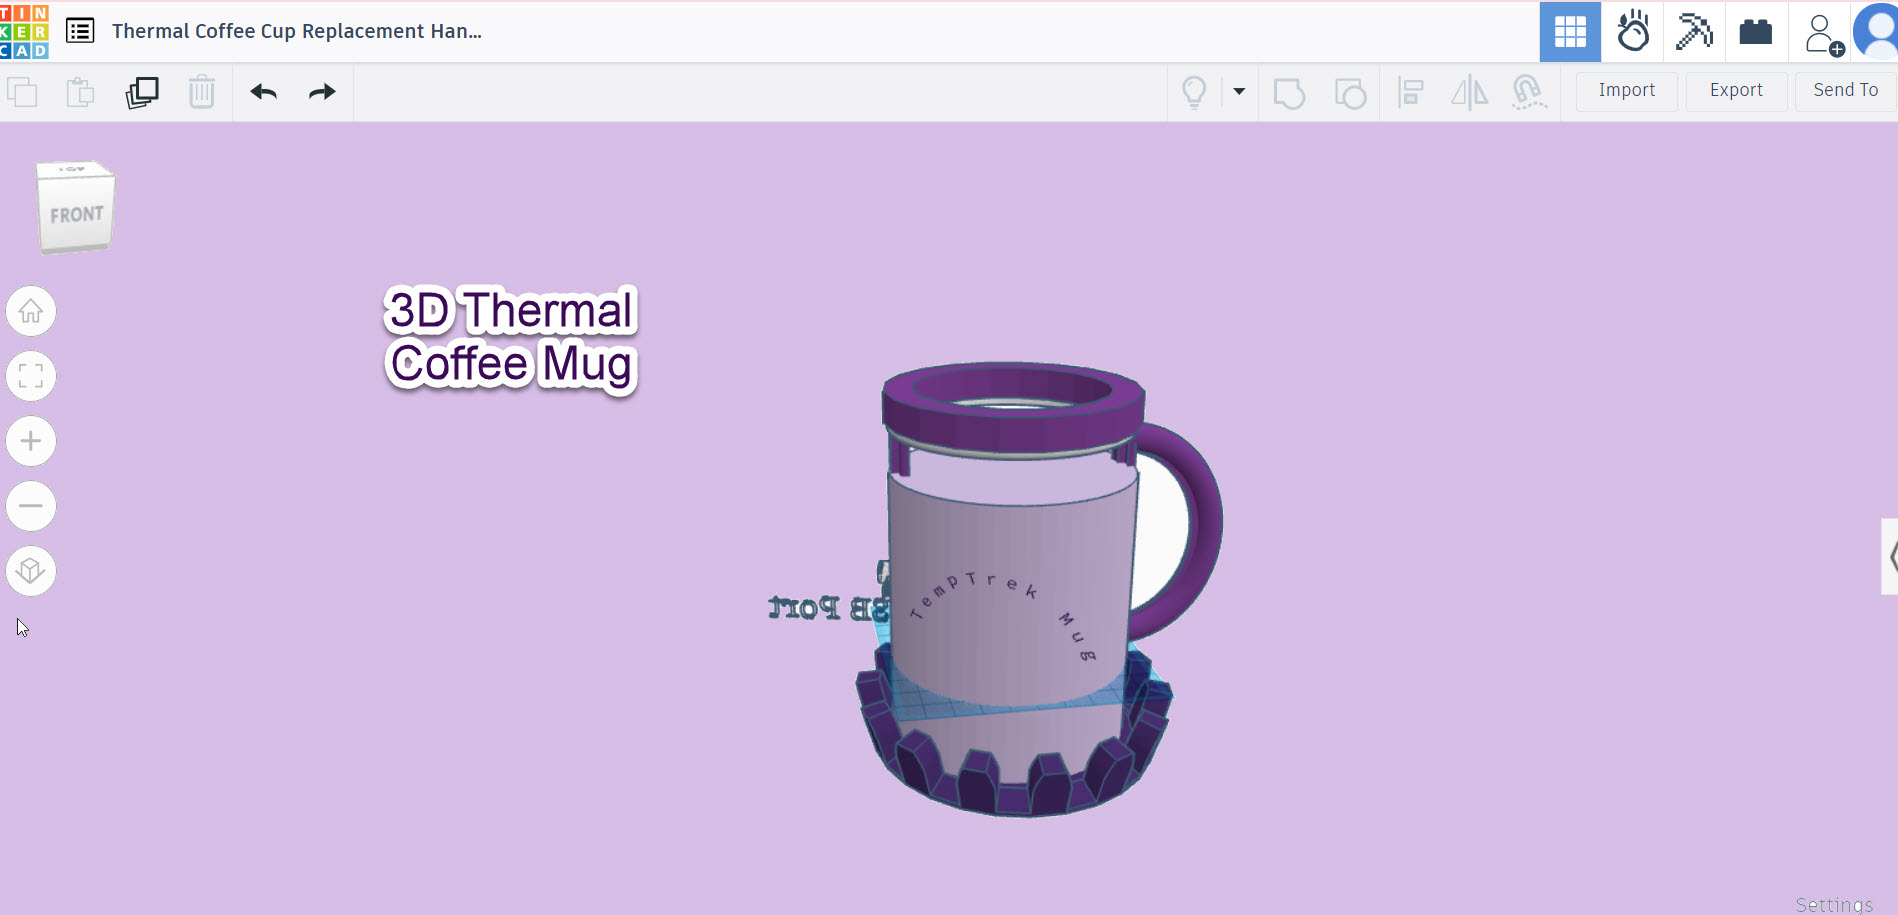 TIN
KER
CAD
Thermal Coffee Cup Replacement Han...
Import
Export
Send To
FRONT
3D Thermal
Coffee Mug
TempTrek Mug
Port
Settings